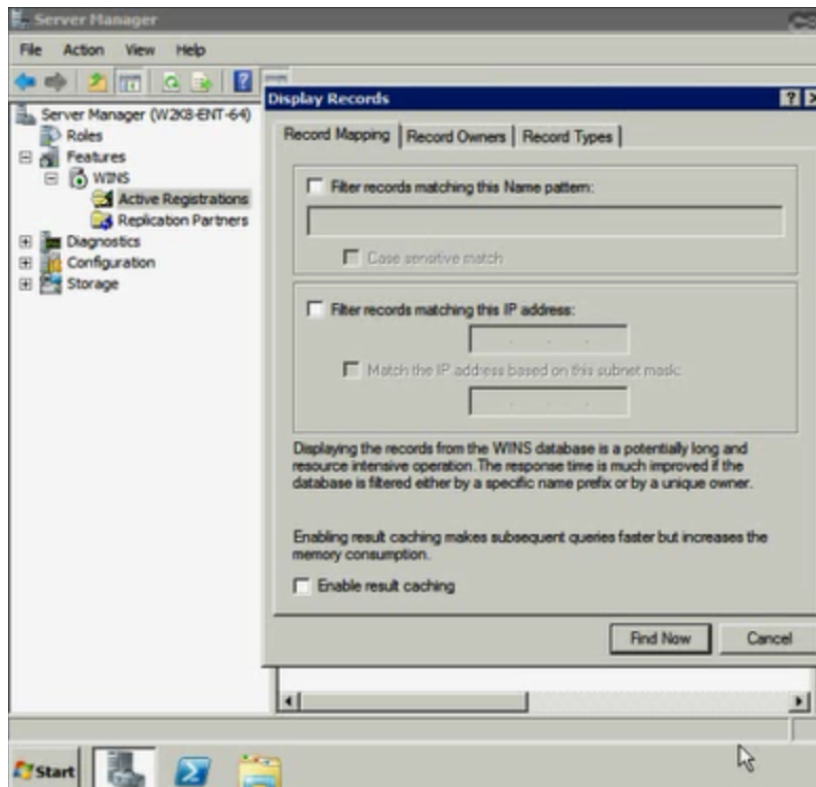 Server Manager
File Action View Help
Server Manager (W2K8-ENT-64)
Roles
Features
WINS
Active Registrations
Replication Partners
Diagnostics
Configuration
Storage
Display Records
Record Mapping Record Owners Record Types
Filter records matching this Name pattern:
Case sensitive match
Filter records matching this IP address:
Match the IP address based on this subnet mask:
Displaying the records from the WINS database is a potentially long and
resource intensive operation. The response time is much improved if the
database is filtered either by a specific name prefix or by a unique owner.
Enabling result caching makes subsequent queries faster but increases the
memory consumption.
Enable result caching
Find Now Cancel
Start